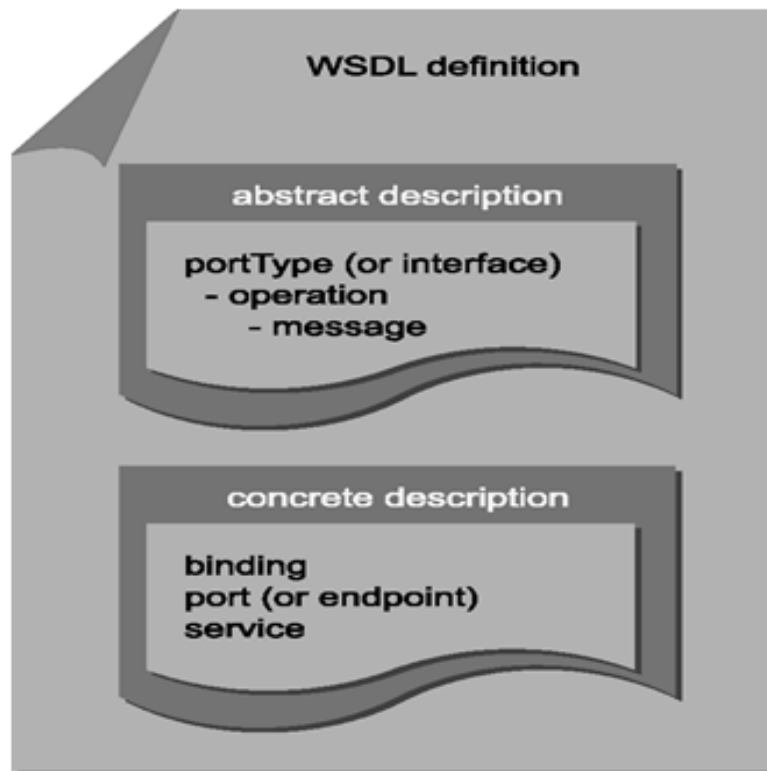 WSDL definition
abstract description
portType (or interface)
- operation
- message
concrete description
binding
port (or endpoint)
service